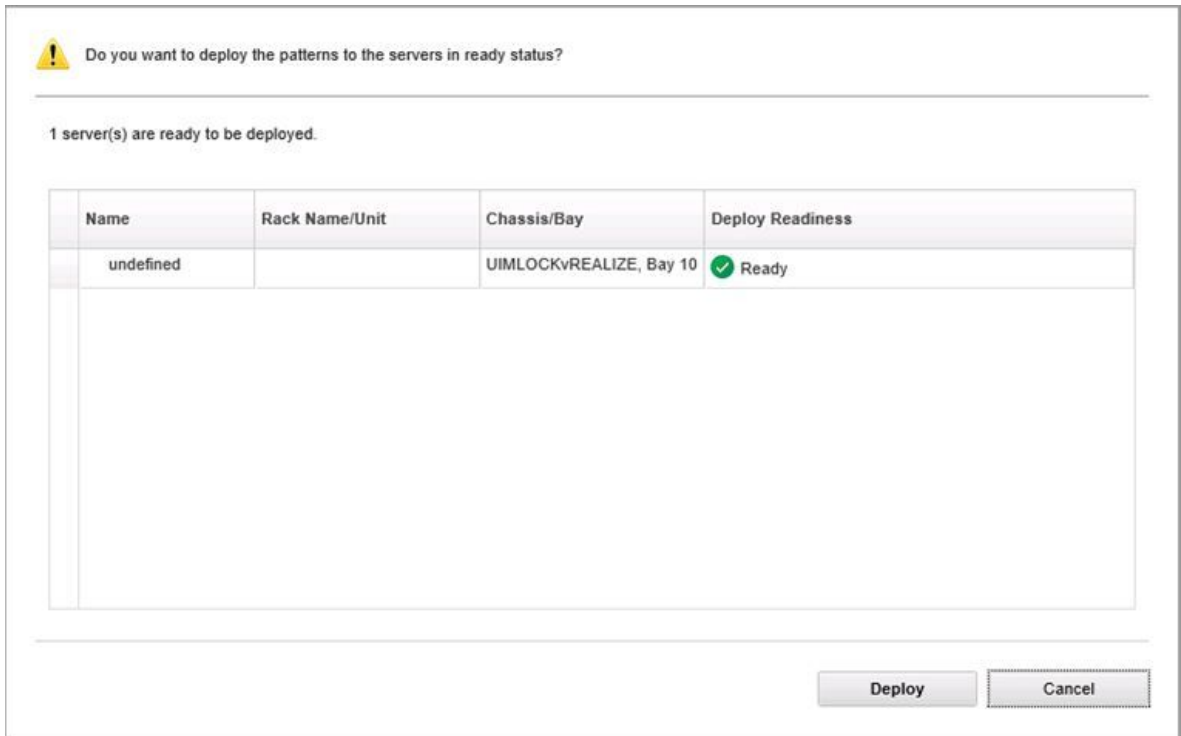 Do you want to deploy the patterns to the servers in ready status?
1 server(s) are ready to be deployed.
Name Rack Name/Unit Chassis/Bay Deploy Readiness
undefined UIMLOCKvREALIZE, Bay 10 Ready
Deploy Cancel